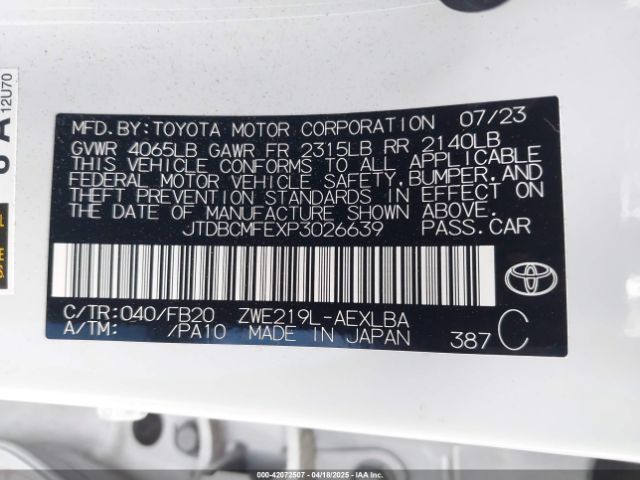 12U70
MFD.BY:TOYOTA MOTOR CORPORATION 07/23
GVWR 4065LB GAWR FR 2315LB RR 2140LB
THIS VEHICLE CONFORMS TO ALL APPLICABLE
FEDERAL MOTOR VEHICLE SAFETY,BUMPER,AND
THEFT PREVENTION STANDARDS IN EFFECT ON
THE DATE OF MANUFACTURE SHOWN ABOVE.
JTDBCMFEXP3026639 PASS.CAR
C/TR:040/FB20 ZWE219L-AEXLBA
A/TM: /PA10 MADE IN JAPAN 387 C
(000-42072507 - 04/18/2025 - IAA Inc.)